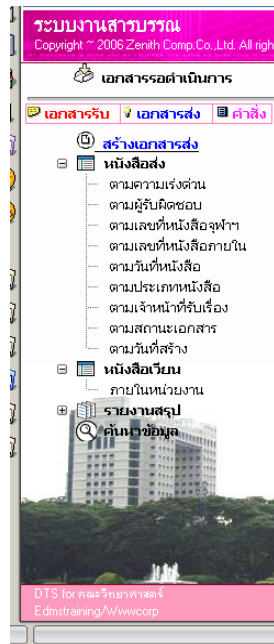 ระบบงานสารบรรณ
Copyright ~ 2006 Zenith Comp.Co.,Ltd. All righ
เอกสารรอดำเนินการ
เอกสารรับ เอกสารส่ง คำสั่ง
สร้างเอกสารส่ง
หนังสือส่ง
ตามความเร่งด่วน
ตามผู้รับผิดชอบ
ตามเลขที่หนังสือจุฬาฯ
ตามเลขที่หนังสือภายใน
ตามวันที่หนังสือ
ตามประเภทหนังสือ
ตามเจ้าหน้าที่รับเรื่อง
ตามสถานะเอกสาร
ตามวันที่สร้าง
หนังสือเวียน
ภายในหน่วยงาน
รายงานสรุป
ค้นหาข้อมูล
DTS for คณะวิทยาศาสตร์
Edmstraining/Wwwcorp